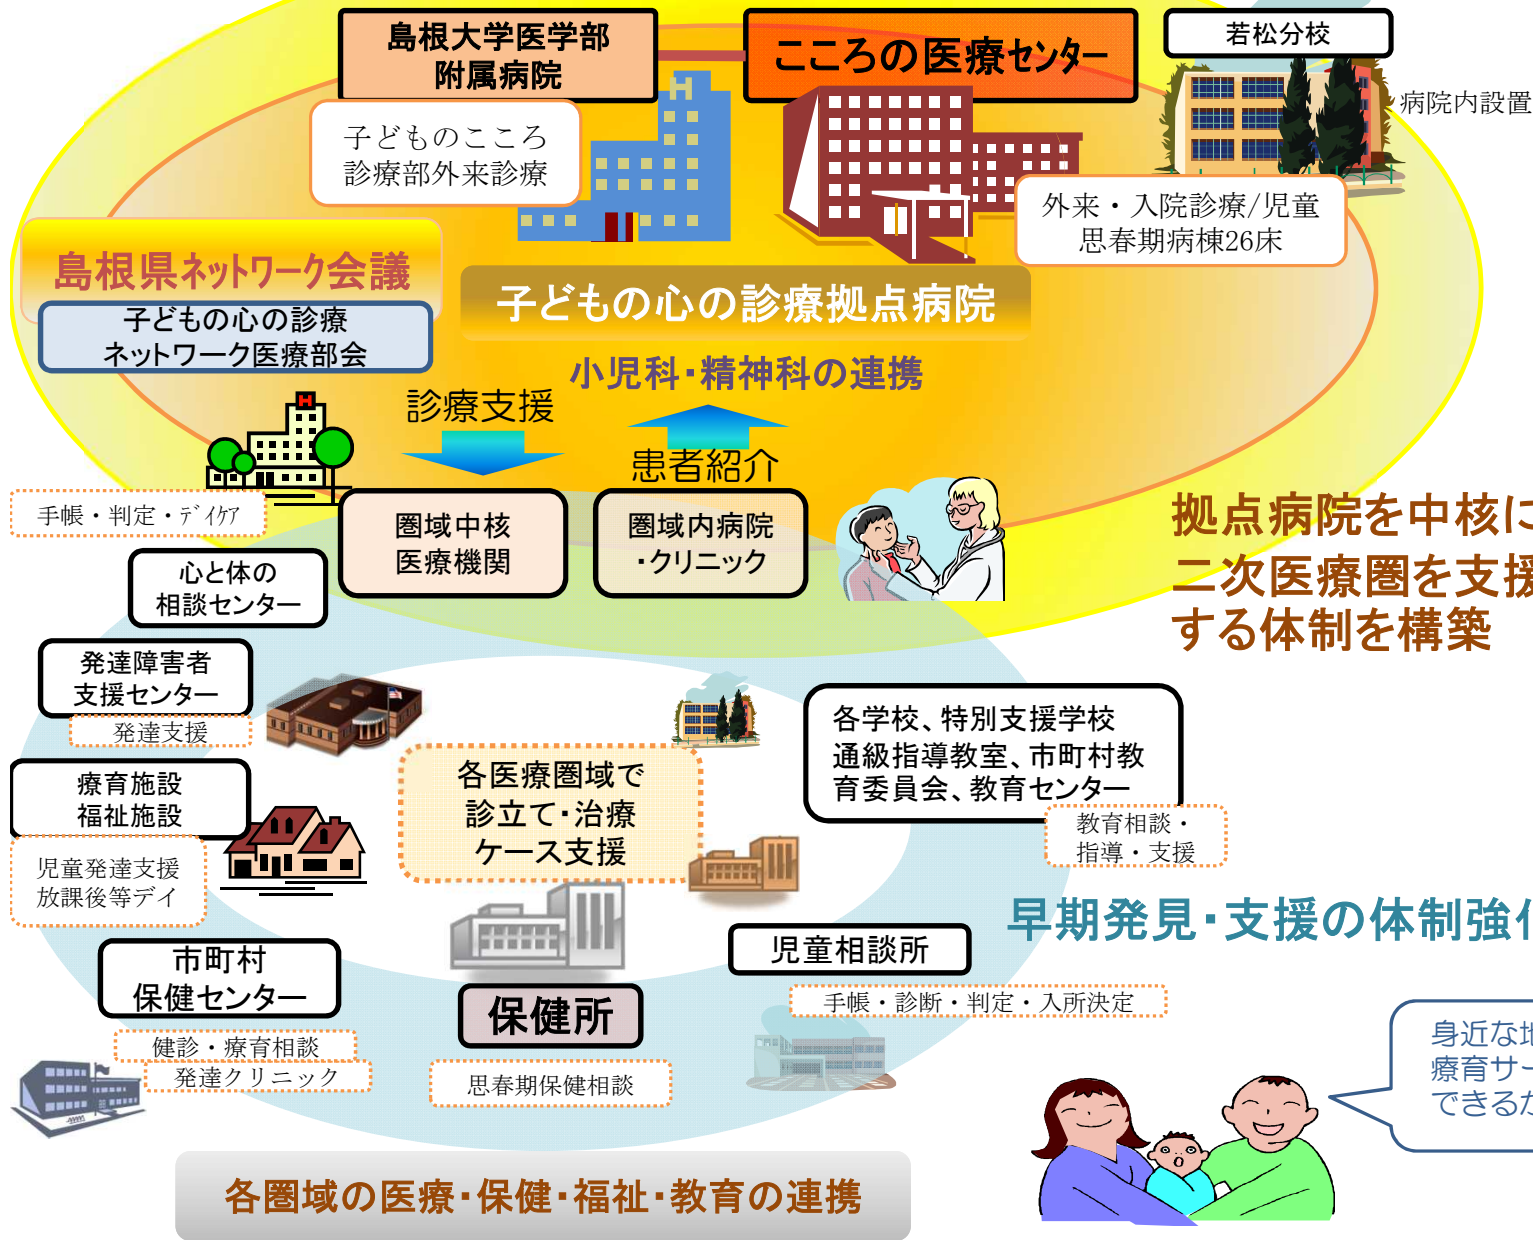 島根大学医学部
附属病院
こころの医療センター
若松分校
病院内設置
子どものこころ
診療部外来診療
外来・入院診療/児童
思春期病棟26床
島根県ネットワーク会議
子どもの心の診療
ネットワーク医療部会
子どもの心の診療拠点病院
小児科・精神科の連携
診療支援
患者紹介
手帳・判定・デイケア
圏域中核
医療機関
圏域内病院
・クリニック
拠点病院を中核に
二次医療圏を支援
する体制を構築
心と体の
相談センター
発達障害者
支援センター
発達支援
療育施設
福祉施設
児童発達支援
放課後等デイ
各医療圏域で
診立て・治療
ケース支援
各学校、特別支援学校
通級指導教室、市町村教
育委員会、教育センター
教育相談・
指導・支援
早期発見・支援の体制強
市町村
保健センター
健診・療育相談
発達クリニック
保健所
思春期保健相談
児童相談所
手帳・診断・判定・入所決定
身近な
療育サー
できる
各圏域の医療・保健・福祉・教育の連携